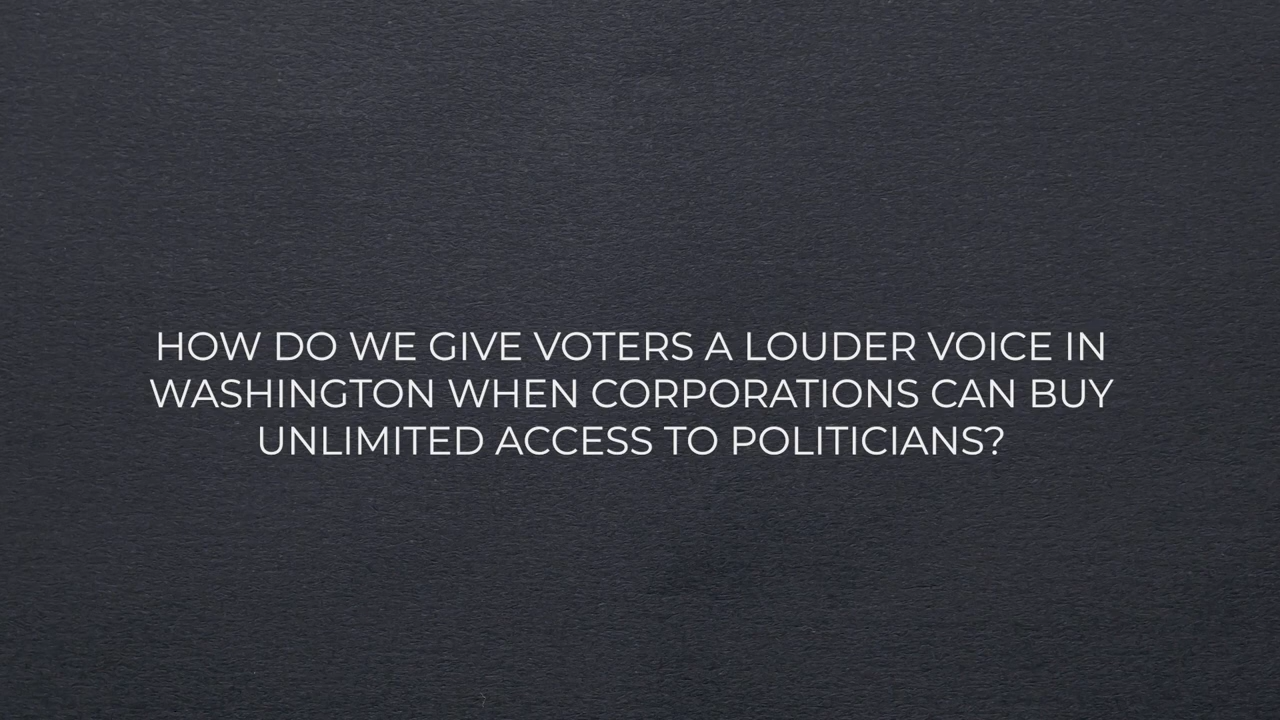 HOW DO WE GIVE VOTERS A LOUDER VOICE IN
WASHINGTON WHEN CORPORATIONS CAN BUY
UNLIMITED ACCESS TO POLITICIANS?